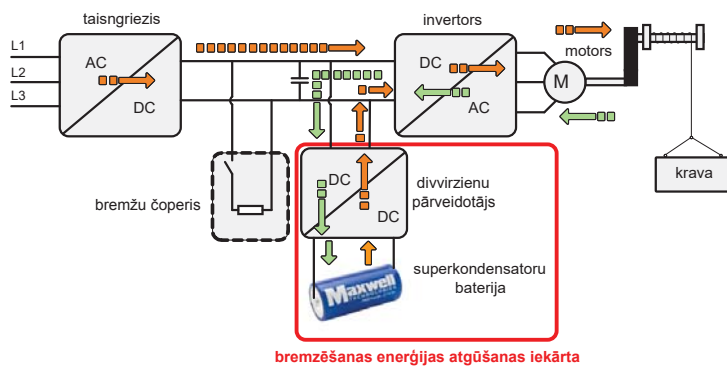 taisngriezis
invertors
motors
L1
L2
L3
AC
DC
DC
AC
M
krava
bremžu čoperis
DC
DC
divvirzienu
pārveidotājs
superkondensatoru
baterija
Maxwell
TECHNOLOGIES
bremzēšanas enerģijas atgūšanas iekārta